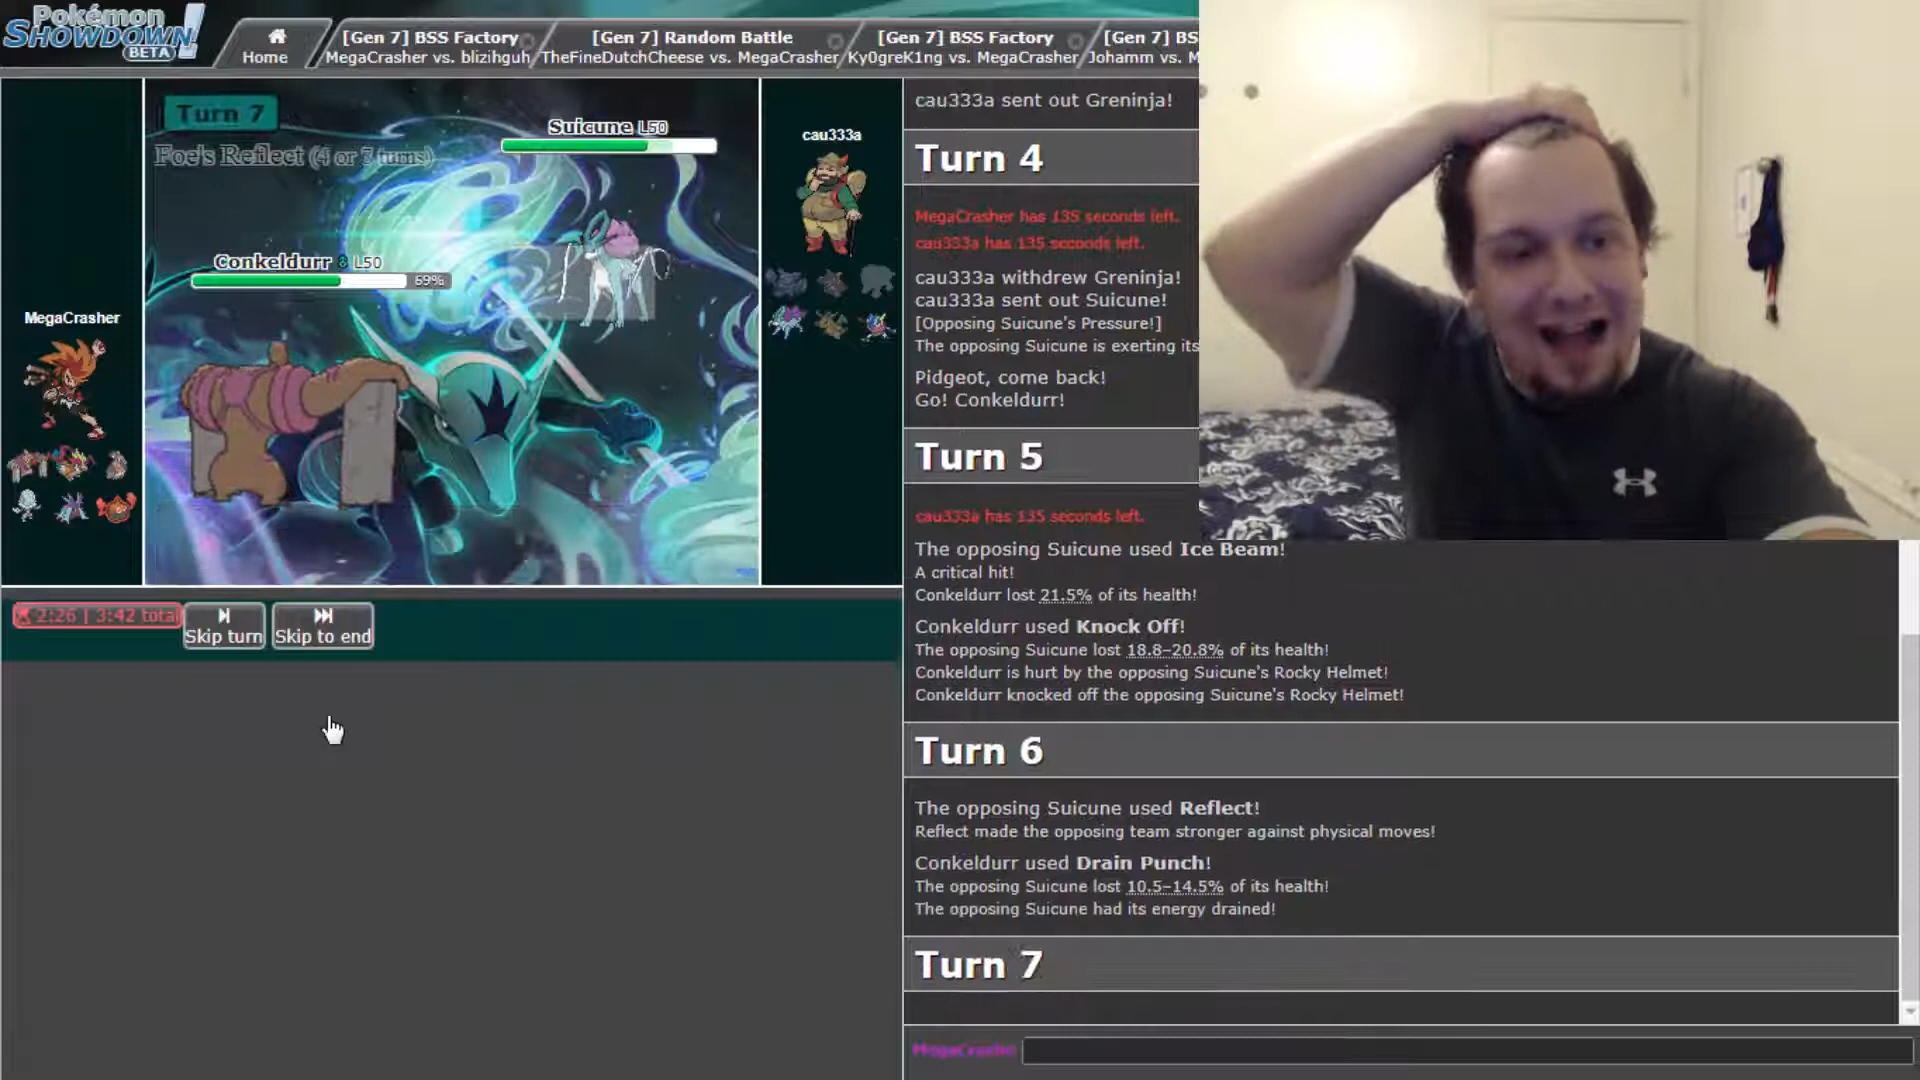 Pokémon
SHOWDOWN!
BETA
Home
[Gen 7] BSS Factory
MegaCrasher vs. blizihguh
[Gen 7] Random Battle
TheFineDutchCheese vs. MegaCrasher
[Gen 7] BSS Factory
Ky0greK1ng vs. MegaCrasher
[Gen 7] BS
Johamm vs. M
Turn 7
Foe's Reflect (4 or 7 turns)
Suicune L50
Conkeldurr L50
69%
MegaCrasher
cau333a
2:26 | 3:42 total
Skip turn
Skip to end
cau333a sent out Greninja!
Turn 4
MegaCrasher has 135 seconds left.
cau333a has 135 seconds left.
cau333a withdrew Greninja!
cau333a sent out Suicune!
[Opposing Suicune's Pressure!]
The opposing Suicune is exerting its
Pidgeot, come back!
Go! Conkeldurr!
Turn 5
cau333a has 135 seconds left.
The opposing Suicune used Ice Beam!
A critical hit!
Conkeldurr lost 21.5% of its health!
Conkeldurr used Knock Off!
The opposing Suicune lost 18.8–20.8% of its health!
Conkeldurr is hurt by the opposing Suicune's Rocky Helmet!
Conkeldurr knocked off the opposing Suicune's Rocky Helmet!
Turn 6
The opposing Suicune used Reflect!
Reflect made the opposing team stronger against physical moves!
Conkeldurr used Drain Punch!
The opposing Suicune lost 10.5–14.5% of its health!
The opposing Suicune had its energy drained!
Turn 7
MegaCrashe